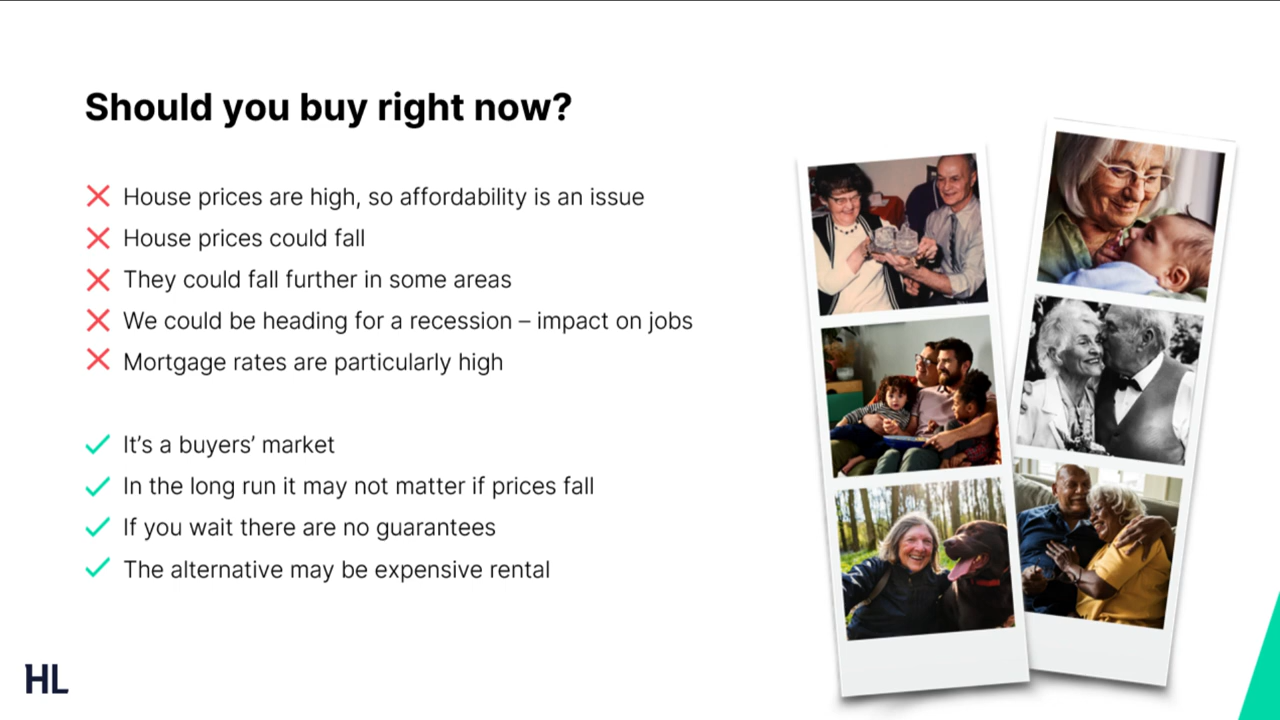 Should you buy right now?
House prices are high, so affordability is an issue
House prices could fall
They could fall further in some areas
We could be heading for a recession – impact on jobs
Mortgage rates are particularly high
It’s a buyers’ market
In the long run it may not matter if prices fall
If you wait there are no guarantees
The alternative may be expensive rental
HL